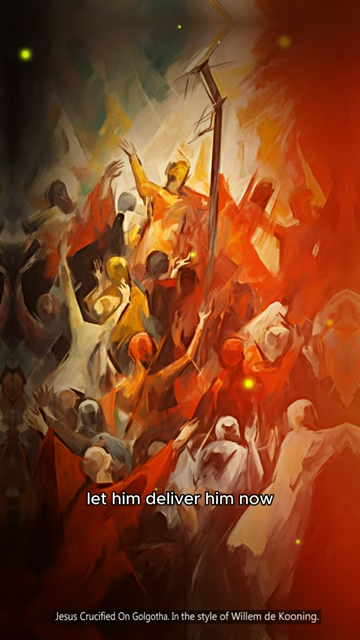 let him deliver him now
Jesus Crucified On Golgotha. In the style of Willem de Kooning.